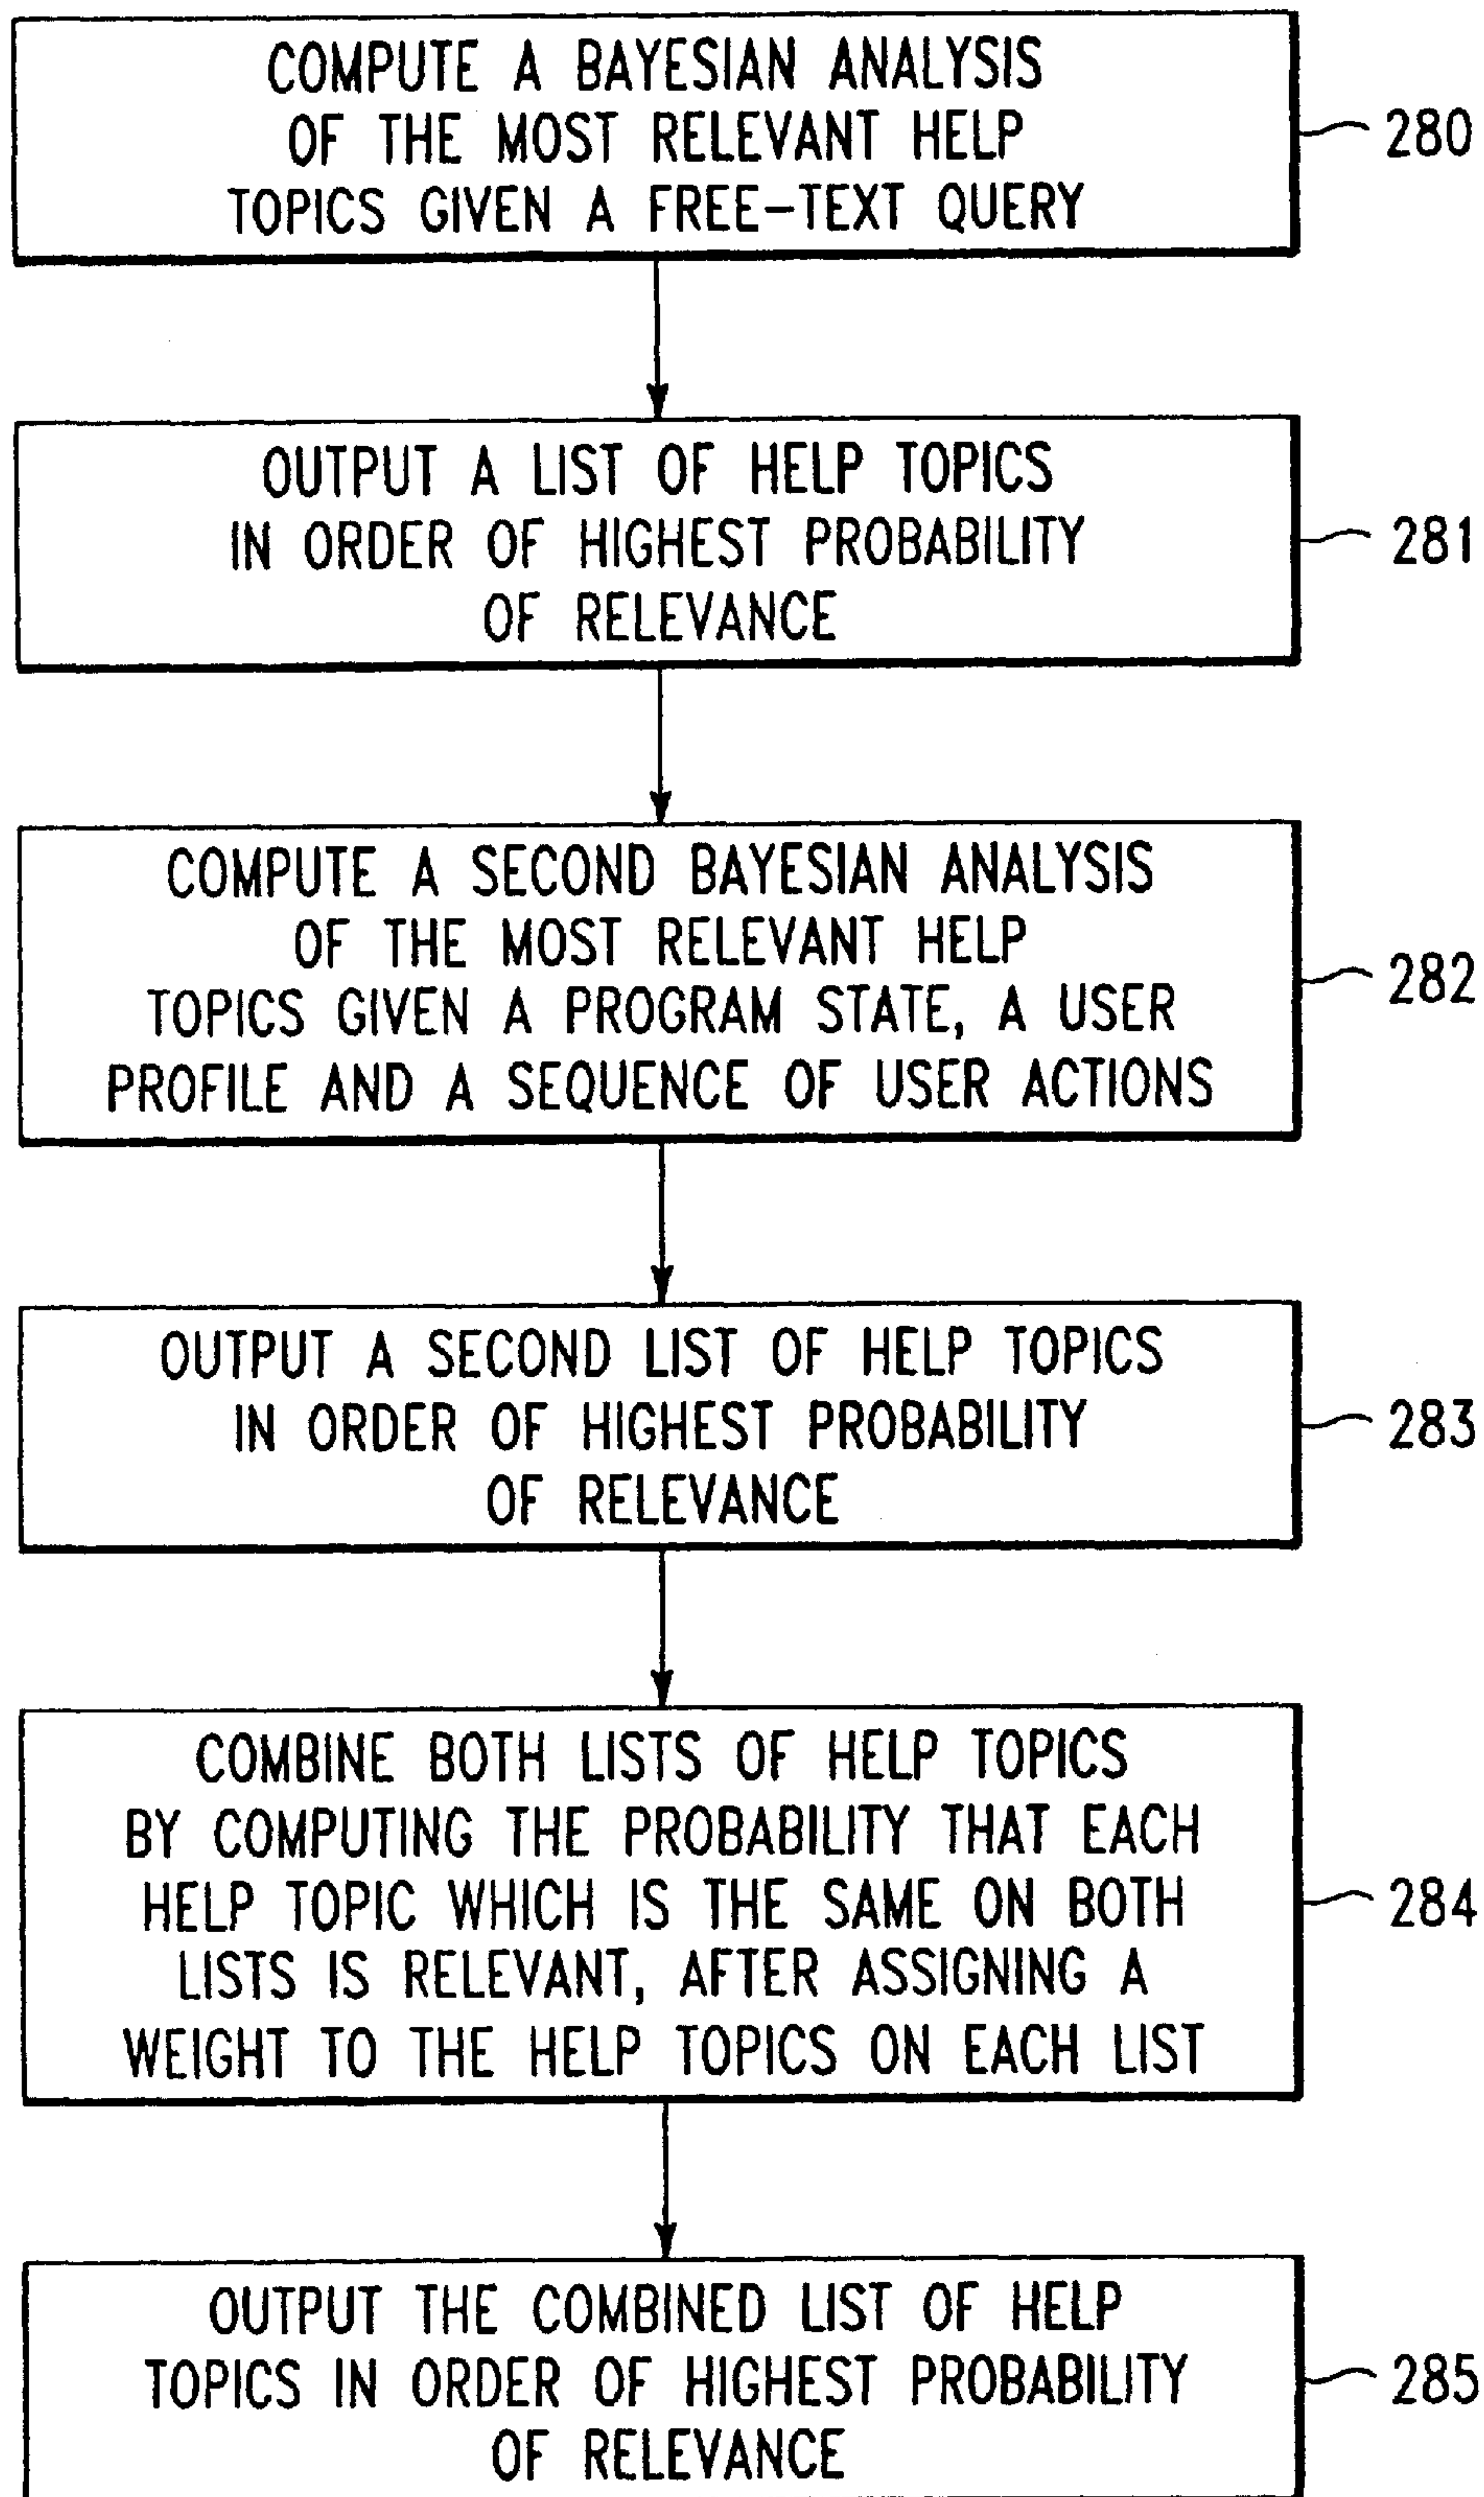 COMPUTE A BAYESIAN ANALYSIS
OF THE MOST RELEVANT HELP
TOPICS GIVEN A FREE-TEXT QUERY
280
OUTPUT A LIST OF HELP TOPICS
IN ORDER OF HIGHEST PROBABILITY
OF RELEVANCE
281
COMPUTE A SECOND BAYESIAN ANALYSIS
OF THE MOST RELEVANT HELP
TOPICS GIVEN A PROGRAM STATE, A USER
PROFILE AND A SEQUENCE OF USER ACTIONS
282
OUTPUT A SECOND LIST OF HELP TOPICS
IN ORDER OF HIGHEST PROBABILITY
OF RELEVANCE
283
COMBINE BOTH LISTS OF HELP TOPICS
BY COMPUTING THE PROBABILITY THAT EACH
HELP TOPIC WHICH IS THE SAME ON BOTH
LISTS IS RELEVANT, AFTER ASSIGNING A
WEIGHT TO THE HELP TOPICS ON EACH LIST
284
OUTPUT THE COMBINED LIST OF HELP
TOPICS IN ORDER OF HIGHEST PROBABILITY
OF RELEVANCE
285